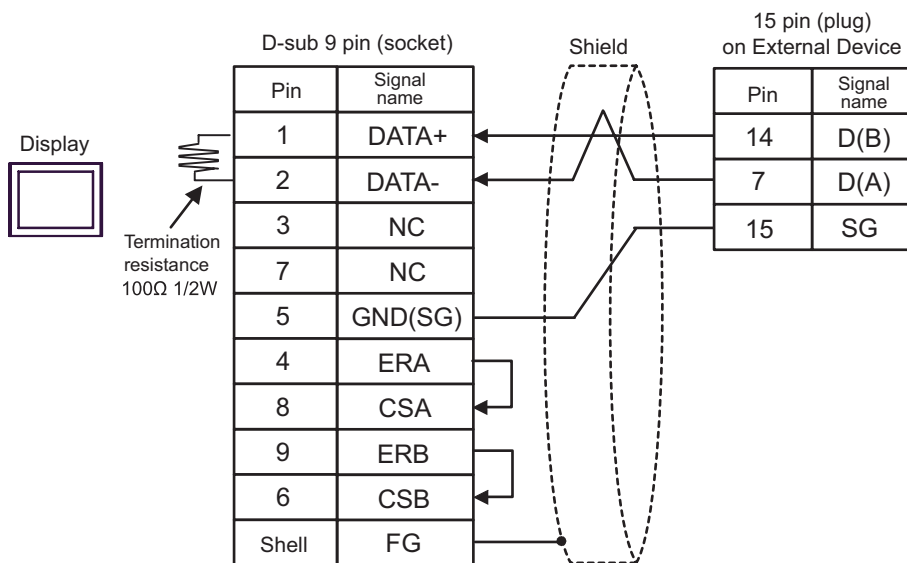 15 pin (plug)
on External Device
D-sub 9 pin (socket)
Shield
Pin Signal name
Pin Signal name
Display
1 DATA+
14 D(B)
2 DATA-
7 D(A)
3 NC
15 SG
Termination
resistance
100Ω 1/2W
7 NC
5 GND(SG)
4 ERA
8 CSA
9 ERB
6 CSB
Shell FG